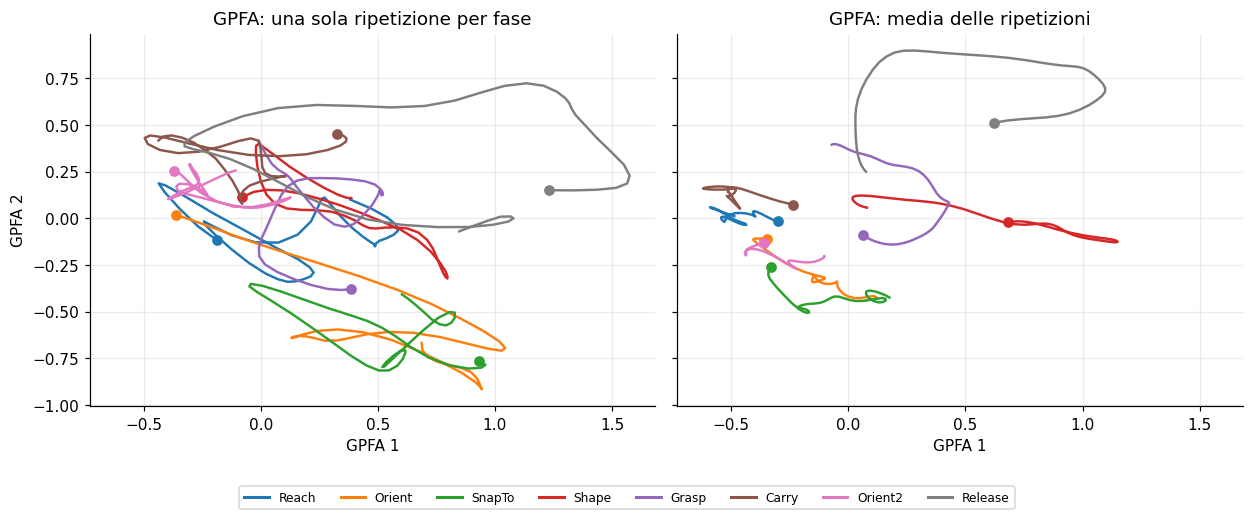 GPFA: una sola ripetizione per fase
GPFA: media delle ripetizioni
GPFA 2
0.75
0.50
0.25
0.00
−0.25
−0.50
−0.75
−1.00
−0.5 0.0 0.5 1.0 1.5
−0.5 0.0 0.5 1.0 1.5
GPFA 1
GPFA 1
Reach Orient SnapTo Shape Grasp Carry Orient2 Release